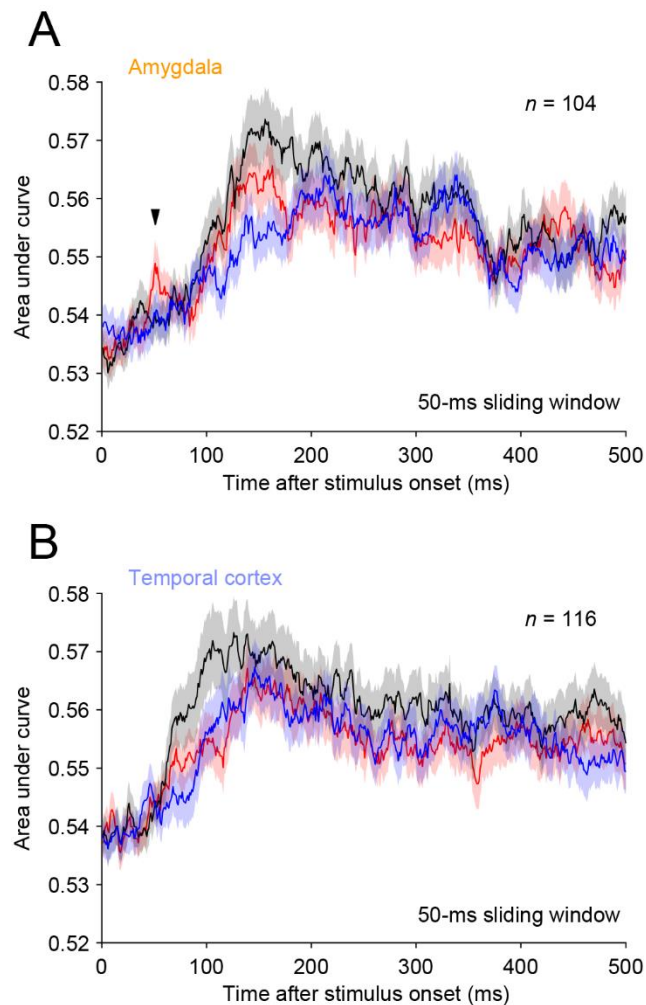 A
Amygdala
0.58
n = 104
0.57
0.56
0.55
0.54
0.53
0.52
Area under curve
50-ms sliding window
0 100 200 300 400 500
Time after stimulus onset (ms)
B
Temporal cortex
0.58
n = 116
0.57
0.56
0.55
0.54
0.53
0.52
Area under curve
50-ms sliding window
0 100 200 300 400 500
Time after stimulus onset (ms)